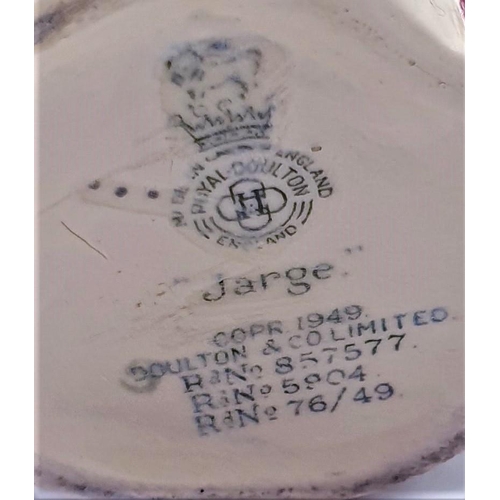 MADE IN ENGLAND
ROYAL DOULTON
ENGLAND
"Jarge"
COPR. 1949.
DOULTON & CO LIMITED.
RdNo 857577.
RdNo 5904.
RdNo 76/49.